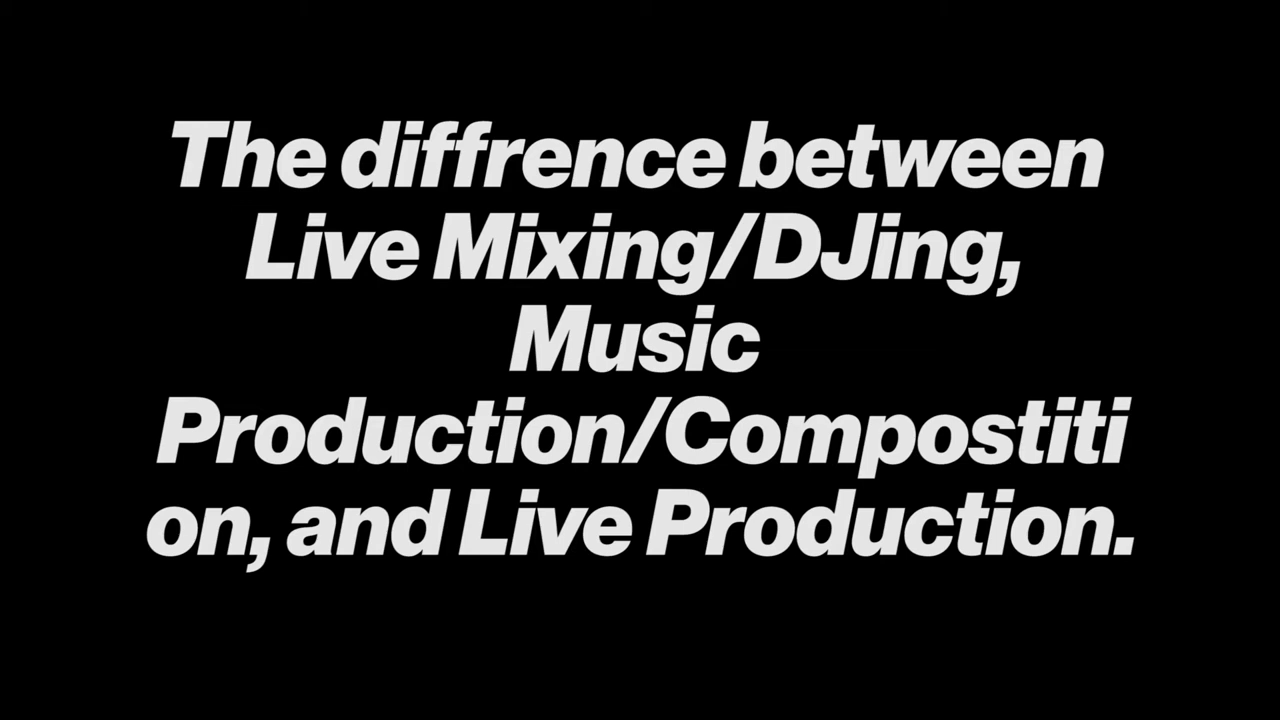 The diffrence between
Live Mixing/DJing,
Music
Production/Compostiti
on, and Live Production.